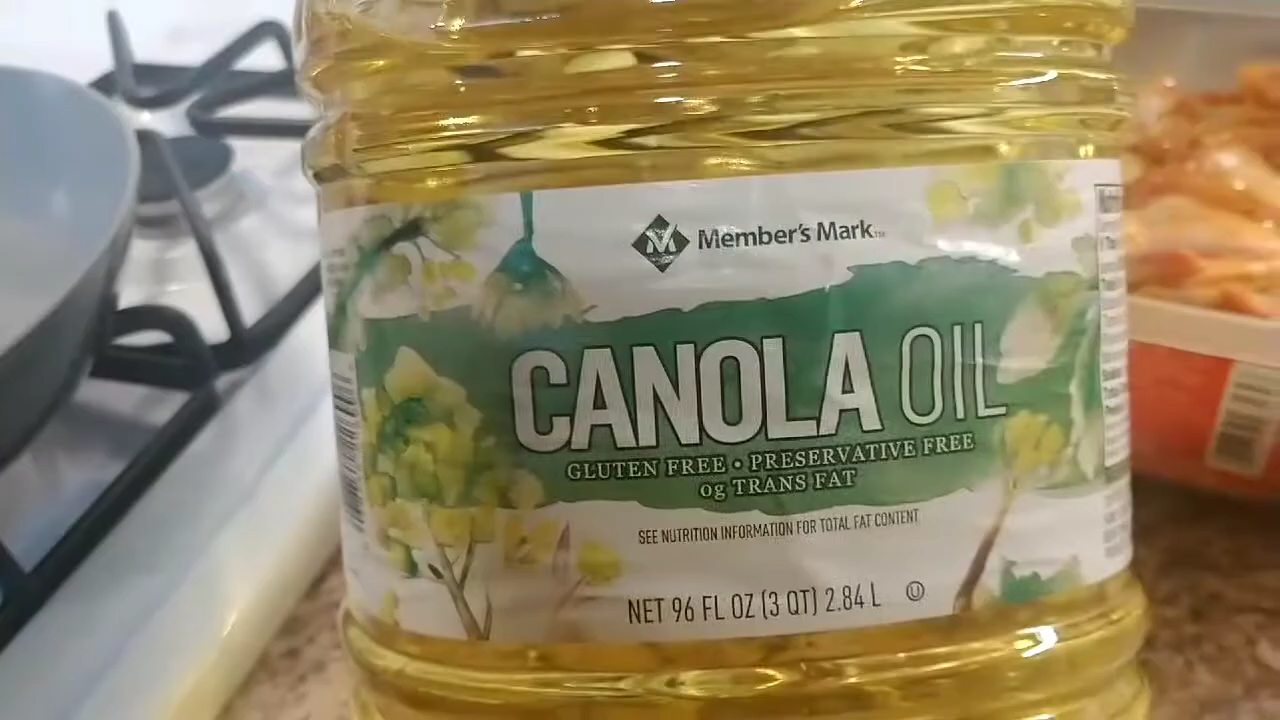 Member's Mark™
CANOLA OIL
GLUTEN FREE • PRESERVATIVE FREE
0g TRANS FAT
SEE NUTRITION INFORMATION FOR TOTAL FAT CONTENT
NET 96 FL OZ (3 QT) 2.84 L Ⓤ